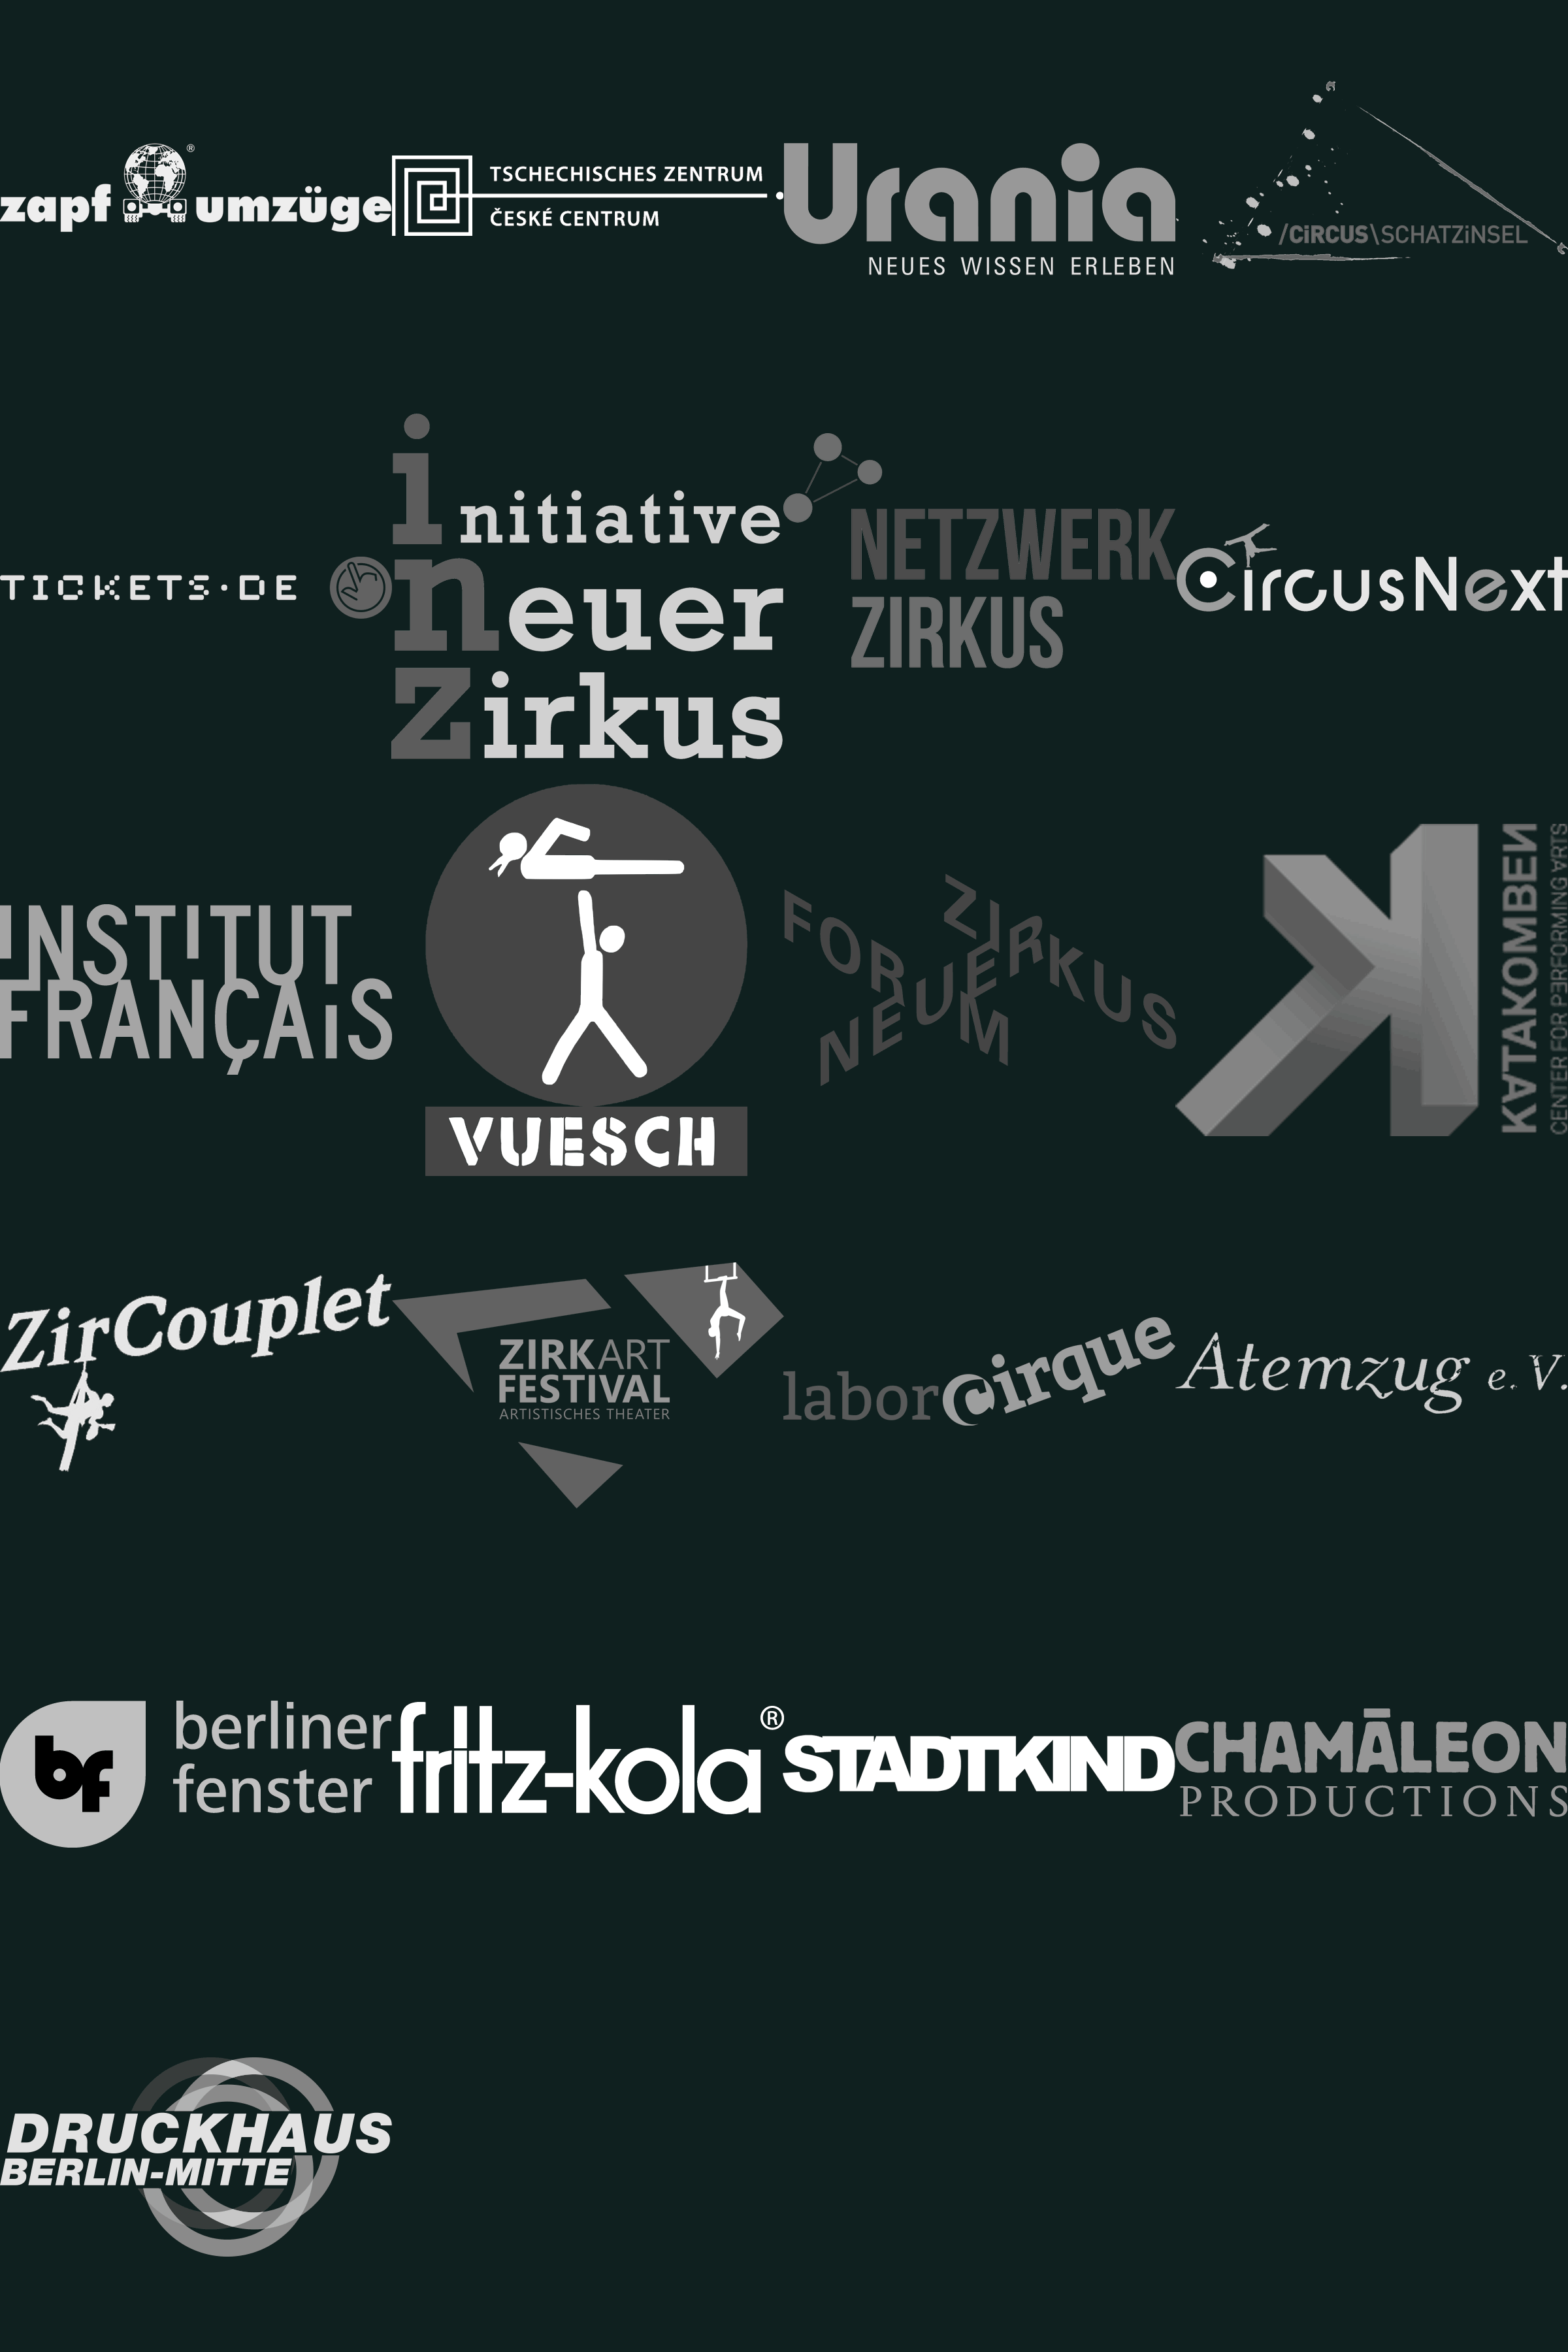 zapf umzüge ®
TSCHECHISCHES ZENTRUM
ČESKÉ CENTRUM
Urania
NEUES WISSEN ERLEBEN
/CiRCUS\SCHATZiNSEL
TICKETS·DE
initiative
neuer
Zirkus
NETZWERK
ZIRKUS
CircusNext
INSTITUT
FRANÇAiS
VUESCH
FORUM
NEUER
ZIRKUS
KATAKOMBEN
CENTER FOR PERFORMING ARTS
ZirCouplet
ZIRKART
FESTIVAL
ARTISTISCHES THEATER
laborCirque
Atemzug e.V.
bf
berliner
fenster
fritz-kola®
STADTKIND
CHAMÄLEON
PRODUCTIONS
DRUCKHAUS
BERLIN-MITTE